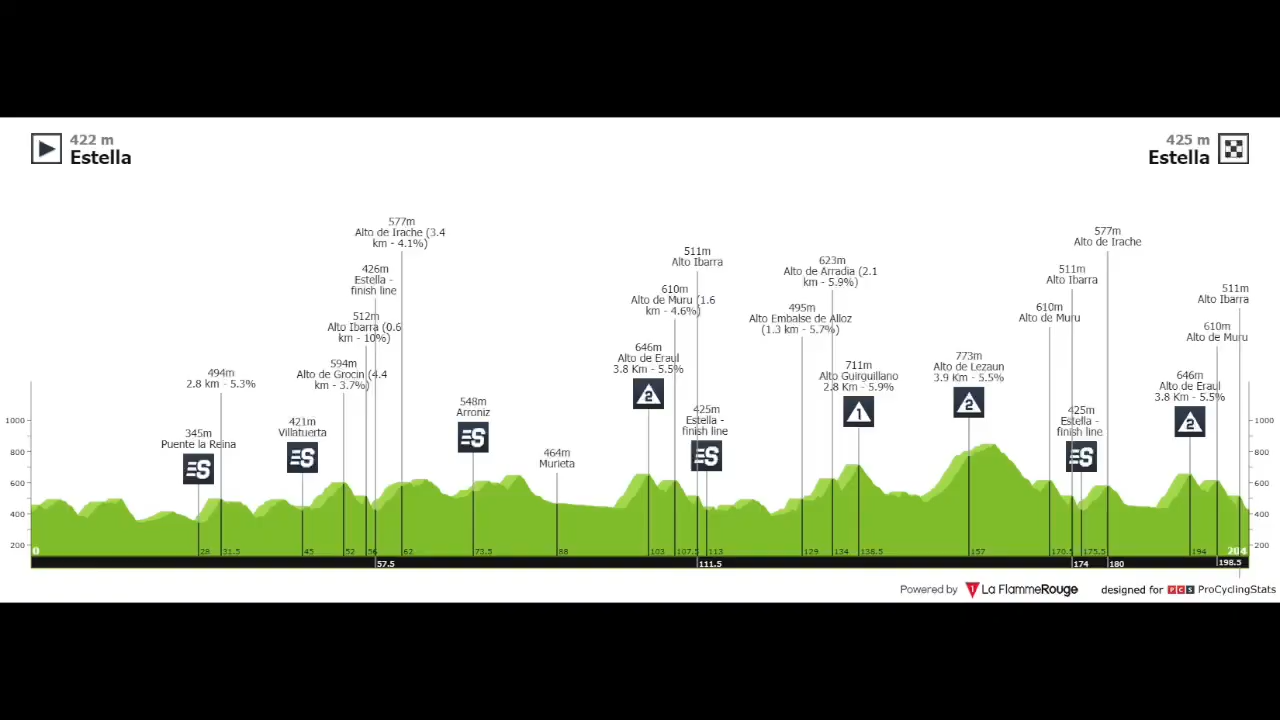 422 m
Estella
425 m
Estella
577m
Alto de Irache (3.4
km - 4.1%)
426m
Estella -
finish line
512m
Alto Ibarra (0.6
km - 10%)
594m
Alto de Grocin (4.4
km - 3.7%)
494m
2.8 km - 5.3%
345m
Puente la Reina
S
421m
Villatuerta
S
548m
Arroniz
S
464m
Murieta
646m
Alto de Eraul
3.8 Km - 5.5%
2
610m
Alto de Muru (1.6
km - 4.6%)
511m
Alto Ibarra
425m
Estella -
finish line
S
495m
Alto Embalse de Alloz
(1.3 km - 5.7%)
623m
Alto de Arradia (2.1
km - 5.9%)
711m
Alto Guirguillano
2.8 Km - 5.9%
1
773m
Alto de Lezaun
3.9 Km - 5.5%
2
610m
Alto de Muru
511m
Alto Ibarra
425m
Estella -
finish line
S
577m
Alto de Irache
646m
Alto de Eraul
3.8 Km - 5.5%
2
610m
Alto de Muru
511m
Alto Ibarra
1000
800
600
400
200
1000
800
600
400
200
0 28 31.5 45 52 56 62 73.5 88 103 107.5 113 129 134 138.5 157 170.5 175.5 194 204
57.5 111.5 174 180 198.5
Powered by La FlammeRouge designed for PCS ProCyclingStats